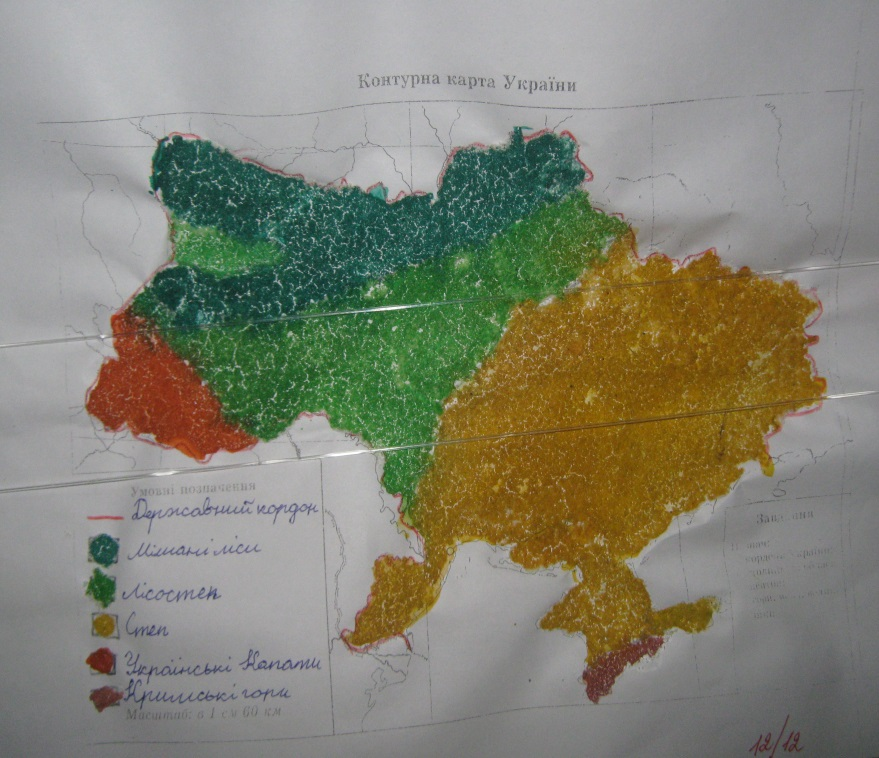 Контурна карта України
Умовні позначення
Державний кордон
Мішані ліси
Лісостеп
Степ
Українські Карпати
Кримські гори
Масштаб: в 1 см 60 км
12/12